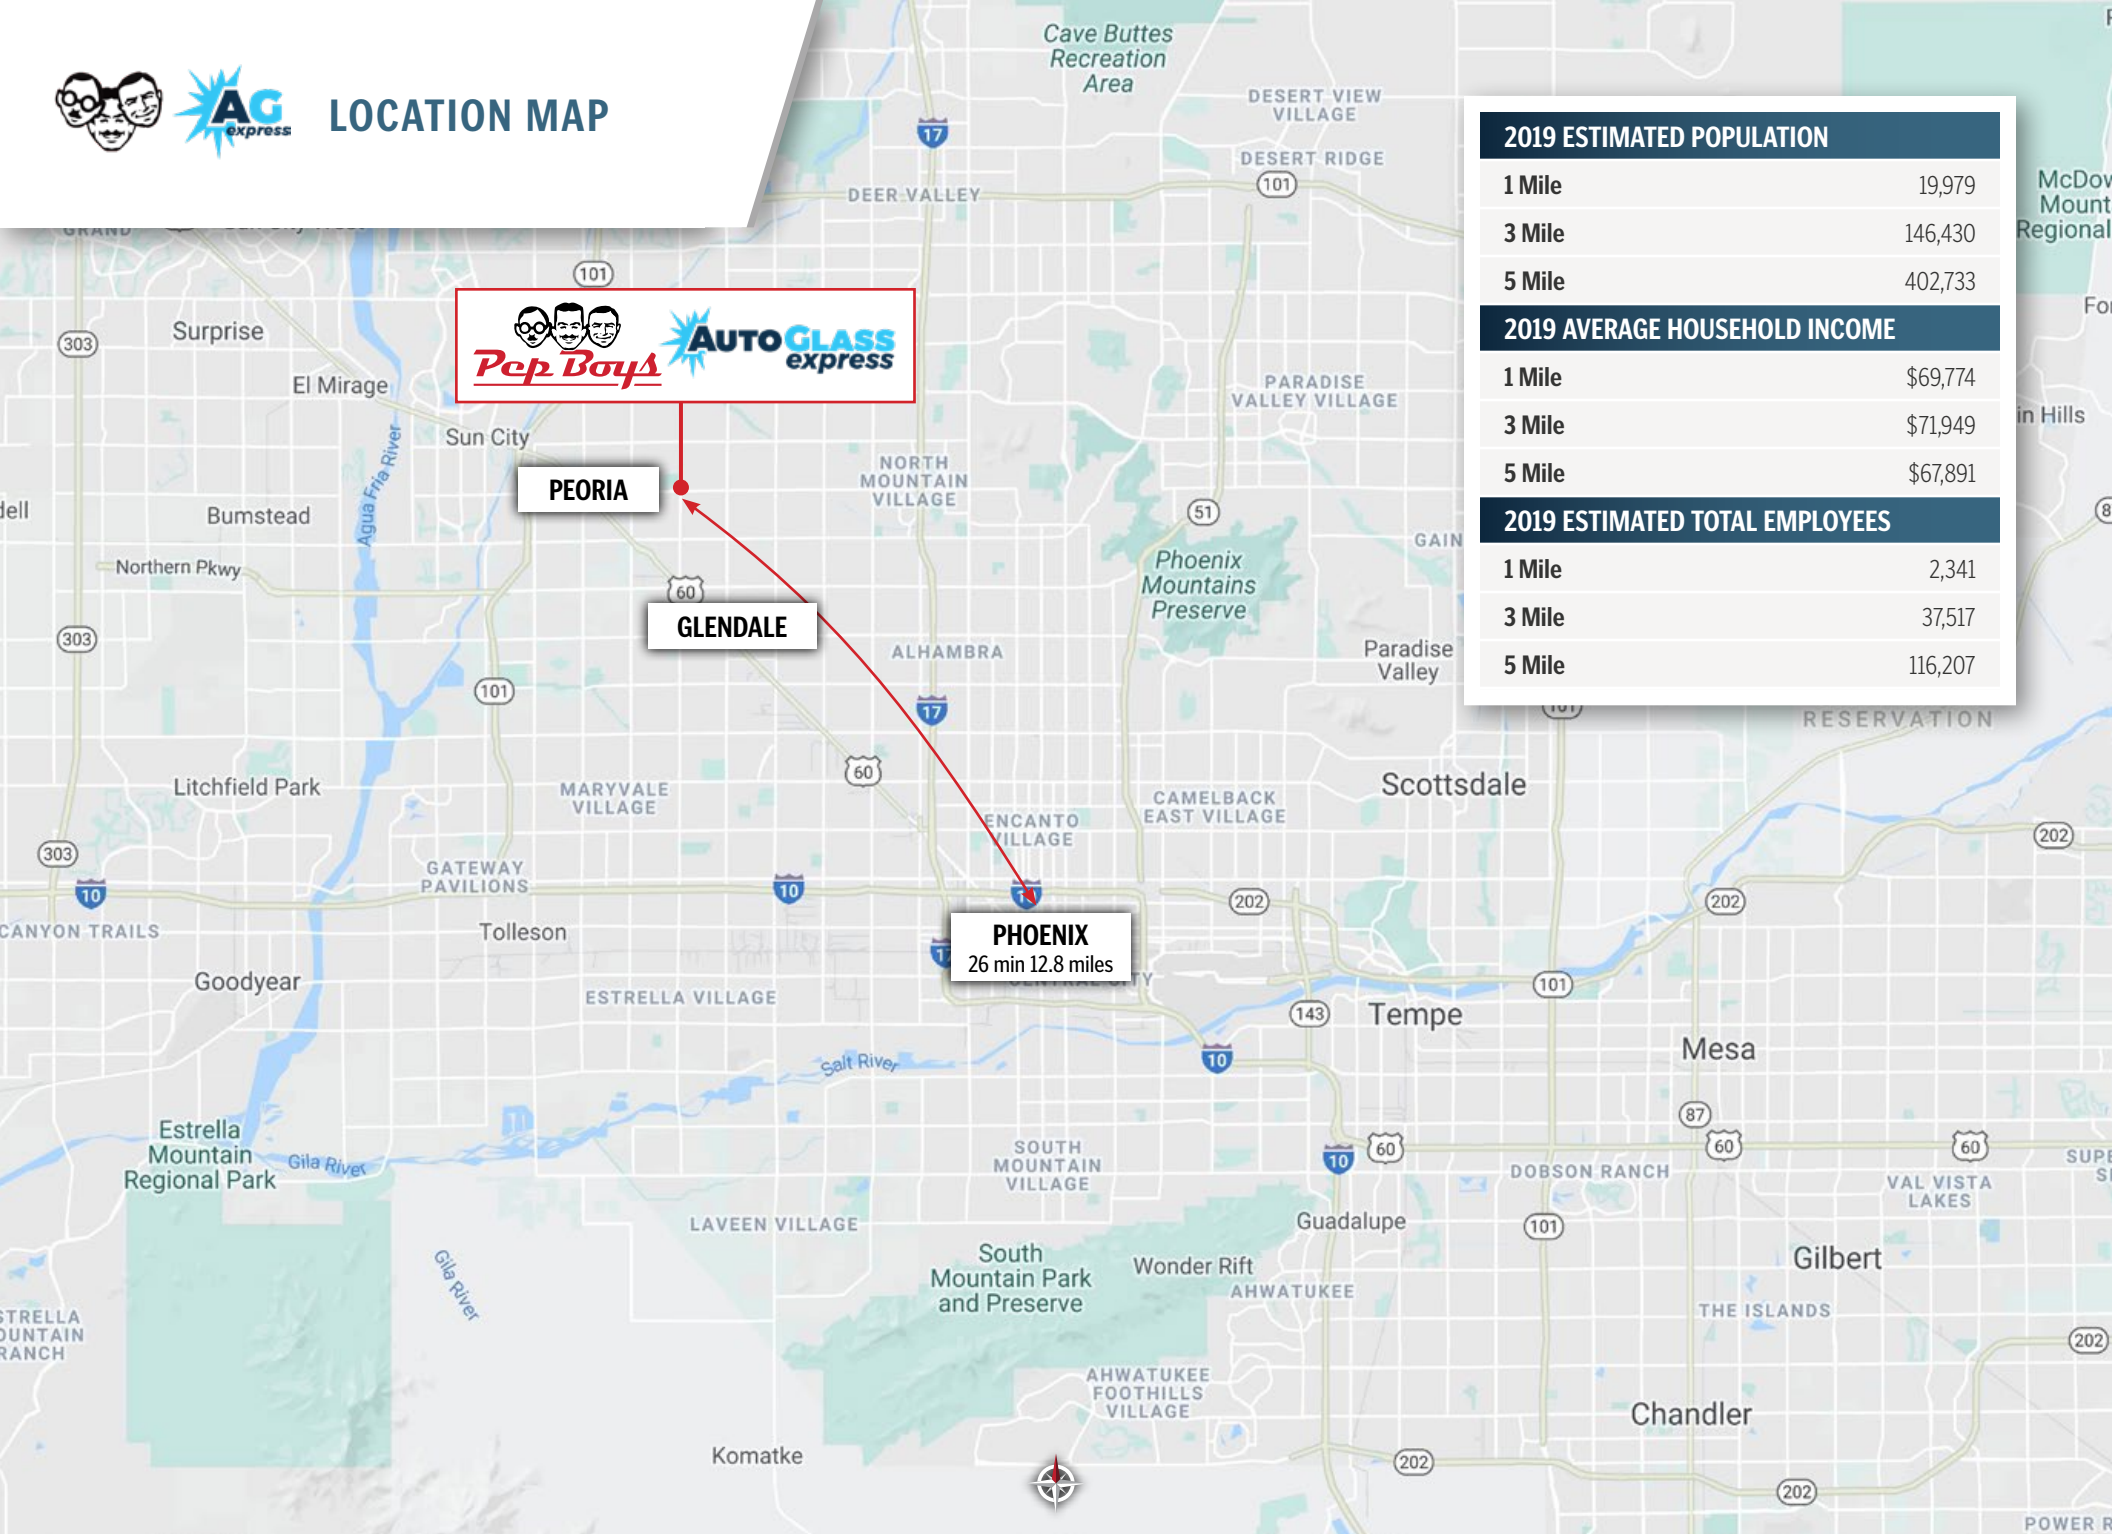 AG
express
LOCATION MAP
Cave Buttes
Recreation
Area
DESERT VIEW
VILLAGE
17
DESERT RIDGE
101
DEER VALLEY
2019 ESTIMATED POPULATION
1 Mile 19,979
3 Mile 146,430
5 Mile 402,733
2019 AVERAGE HOUSEHOLD INCOME
1 Mile $69,774
3 Mile $71,949
5 Mile $67,891
2019 ESTIMATED TOTAL EMPLOYEES
1 Mile 2,341
3 Mile 37,517
5 Mile 116,207
GRAND
101
303
Surprise
El Mirage
Pep Boys
AUTO GLASS
express
Sun City
Agua Fria River
PEORIA
PARADISE
VALLEY VILLAGE
NORTH
MOUNTAIN
VILLAGE
51
Bumstead
Northern Pkwy
Phoenix
Mountains
Preserve
60
GLENDALE
303
ALHAMBRA
Paradise
Valley
101
17
101
RESERVATION
60
Litchfield Park
MARYVALE
VILLAGE
CAMELBACK
EAST VILLAGE
Scottsdale
ENCANTO
VILLAGE
202
303
10
GATEWAY
PAVILIONS
10
202
202
CANYON TRAILS
Tolleson
PHOENIX
26 min 12.8 miles
Goodyear
ESTRELLA VILLAGE
101
143
Tempe
Mesa
10
Salt River
87
Estrella
Mountain
Regional Park
Gila River
SOUTH
MOUNTAIN
VILLAGE
10
60
60
60
DOBSON RANCH
VAL VISTA
LAKES
LAVEEN VILLAGE
Guadalupe
101
Gila River
South
Mountain Park
and Preserve
Wonder Rift
AHWATUKEE
Gilbert
THE ISLANDS
202
RANCH
AHWATUKEE
FOOTHILLS
VILLAGE
Chandler
Komatke
202
202
POWER R